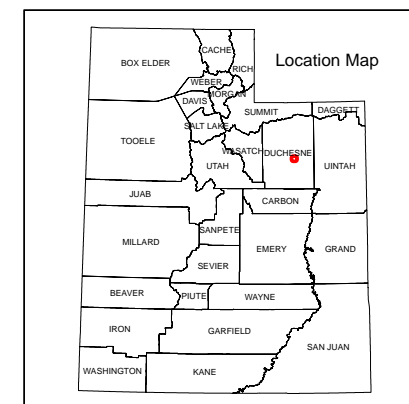 Location Map
BOX ELDER
CACHE
RICH
WEBER
MORGAN
DAVIS
SUMMIT
DAGGETT
SALT LAKE
TOOELE
WASATCH
DUCHESNE
UTAH
UINTAH
JUAB
CARBON
SANPETE
MILLARD
EMERY
GRAND
SEVIER
BEAVER
PIUTE
WAYNE
IRON
GARFIELD
SAN JUAN
WASHINGTON
KANE